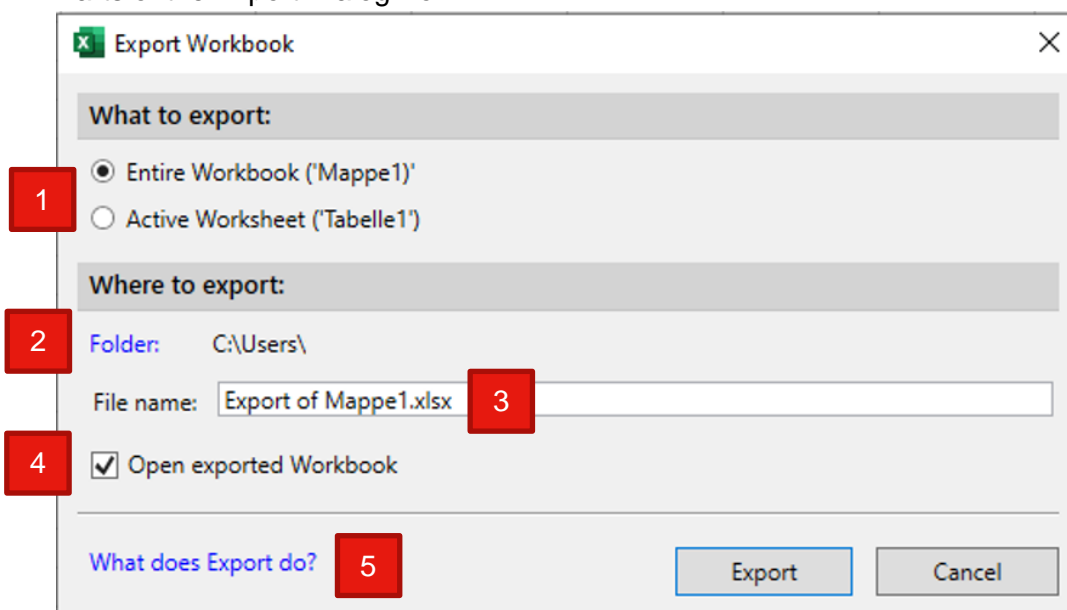 Export Workbook
What to export:
Entire Workbook ('Mappe1)'
1
Active Worksheet ('Tabelle1')
Where to export:
2 Folder: C:\Users\
File name: Export of Mappe1.xlsx 3
4 Open exported Workbook
What does Export do? 5 Export Cancel